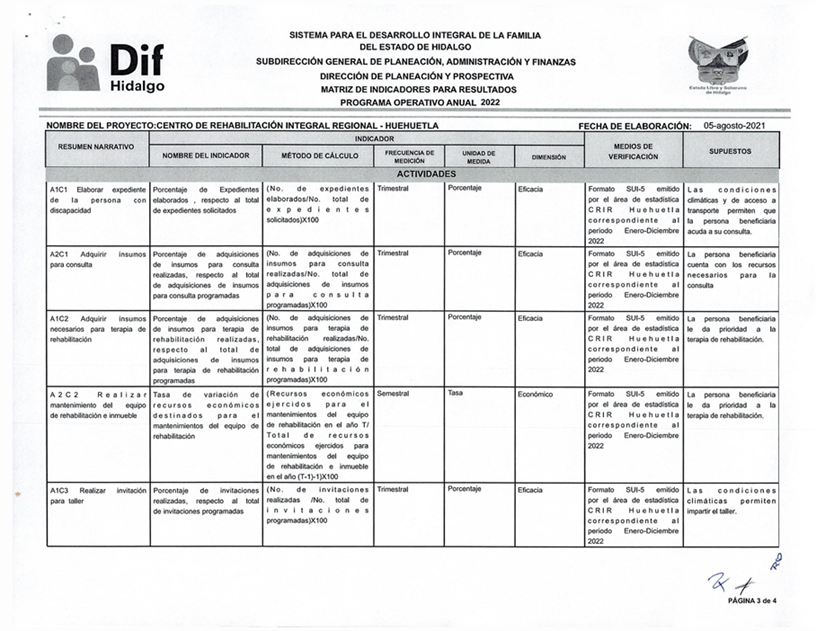 Dif
Hidalgo
SISTEMA PARA EL DESARROLLO INTEGRAL DE LA FAMILIA
DEL ESTADO DE HIDALGO
SUBDIRECCIÓN GENERAL DE PLANEACIÓN, ADMINISTRACIÓN Y FINANZAS
DIRECCIÓN DE PLANEACIÓN Y PROSPECTIVA
MATRIZ DE INDICADORES PARA RESULTADOS
PROGRAMA OPERATIVO ANUAL 2022
Estado Libre y Soberano
de Hidalgo
NOMBRE DEL PROYECTO:CENTRO DE REHABILITACIÓN INTEGRAL REGIONAL - HUEHUETLA
FECHA DE ELABORACIÓN: 05-agosto-2021
RESUMEN NARRATIVO
INDICADOR
NOMBRE DEL INDICADOR
MÉTODO DE CÁLCULO
FRECUENCIA DE
MEDICIÓN
UNIDAD DE
MEDIDA
DIMENSIÓN
MEDIOS DE
VERIFICACIÓN
SUPUESTOS
ACTIVIDADES
A1C1 Elaborar expediente
de la persona con
discapacidad
Porcentaje de Expedientes
elaborados , respecto al total
de expedientes solicitados
(No. de expedientes
elaborados/No. total de
expedientes
solicitados)X100
Trimestral
Porcentaje
Eficacia
Formato SUI-5 emitido
por el área de estadística
CRIR Huehuetla
correspondiente al
periodo Enero-Diciembre
2022
Las condiciones
climáticas y de acceso a
transporte permiten que
la persona beneficiaria
acuda a su consulta.
A2C1 Adquirir insumos
para consulta
Porcentaje de adquisiciones
de insumos para consulta
realizadas, respecto al total
de adquisiciones de insumos
para consulta programadas
(No. de adquisiciones de
insumos para consulta
realizadas/No. total de
adquisiciones de insumos
para consulta
programadas)X100
Trimestral
Porcentaje
Eficacia
Formato SUI-5 emitido
por el área de estadística
CRIR Huehuetla
correspondiente al
periodo Enero-Diciembre
2022
La persona beneficiaria
cuenta con los recursos
necesarios para la
consulta
A1C2 Adquirir insumos
necesarios para terapia de
rehabilitación
Porcentaje de adquisiciones
de insumos para terapia de
rehabilitación realizadas,
respecto al total de
adquisiciones de insumos
para terapia de rehabilitación
programadas
(No. de adquisiciones de
insumos para terapia de
rehabilitación realizadas/No.
total de adquisiciones de
insumos para terapia de
rehabilitación
programadas)X100
Trimestral
Porcentaje
Eficacia
Formato SUI-5 emitido
por el área de estadística
CRIR Huehuetla
correspondiente al
periodo Enero-Diciembre
2022
La persona beneficiaria
le da prioridad a la
terapia de rehabilitación.
A2C2 Realizar
mantenimiento del equipo
de rehabilitación e inmueble
Tasa de variación de
recursos económicos
destinados para el
mantenimientos del equipo de
rehabilitación
(Recursos económicos
ejercidos para el
mantenimientos del equipo
de rehabilitación en el año T/
Total de recursos
económicos ejercidos para
mantenimientos del equipo
de rehabilitación e inmueble
en el año (T-1)-1)X100
Semestral
Tasa
Económico
Formato SUI-5 emitido
por el área de estadística
CRIR Huehuetla
correspondiente al
periodo Enero-Diciembre
2022
La persona beneficiaria
le da prioridad a la
terapia de rehabilitación.
A1C3 Realizar invitación
para taller
Porcentaje de invitaciones
realizadas, respecto al total
de invitaciones programadas
(No. de invitaciones
realizadas /No. total de
invitaciones
programadas)X100
Trimestral
Porcentaje
Eficacia
Formato SUI-5 emitido
por el área de estadística
CRIR Huehuetla
correspondiente al
periodo Enero-Diciembre
2022
Las condiciones
climáticas permiten
impartir el taller.
PÁGINA 3 de 4